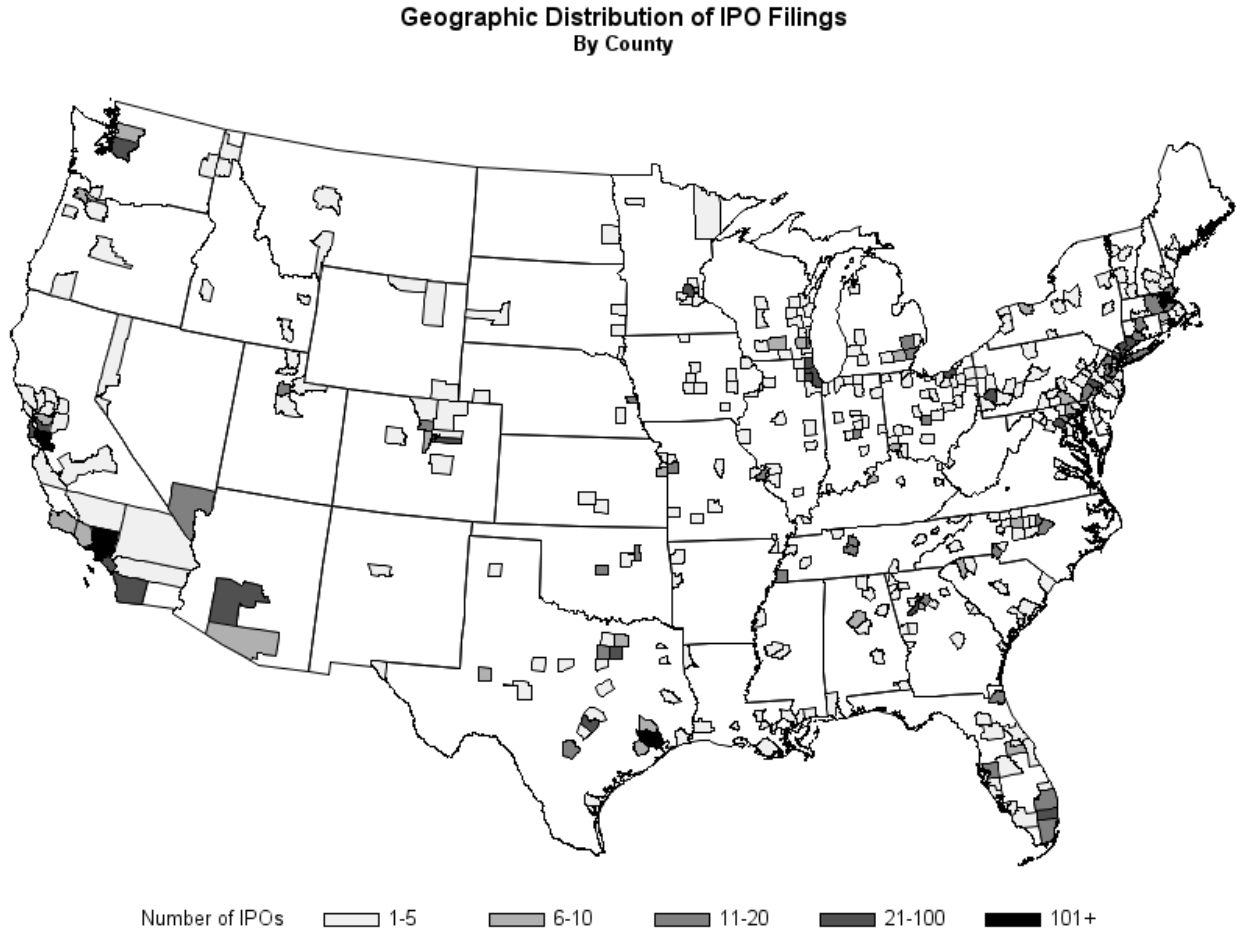 Geographic Distribution of IPO Filings
By County
Number of IPOs 1-5 6-10 11-20 21-100 101+